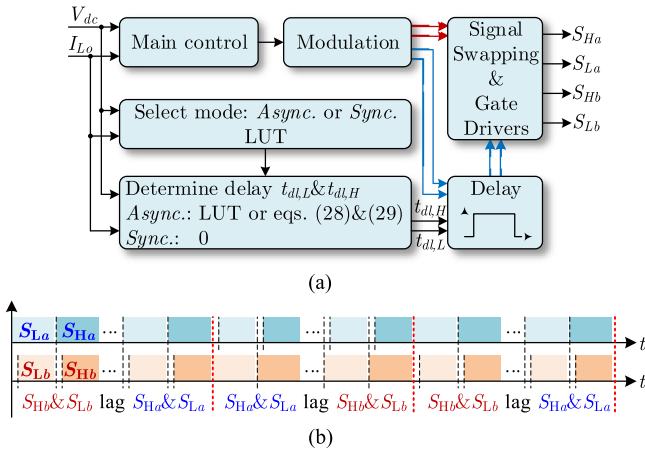 V_dc
I_Lo
Main control
Modulation
Signal
Swapping
&
Gate
Drivers
S_Ha
S_La
S_Hb
S_Lb
Select mode: Async. or Sync.
LUT
Determine delay t_dl,L&t_dl,H
Async.: LUT or eqs. (28)&(29)
Sync.: 0
t_dl,H
t_dl,L
Delay
(a)
S_La S_Ha ... ... ... t
S_Lb S_Hb ... ... ... t
S_Hb&S_Lb lag S_Ha&S_La S_Ha&S_La lag S_Hb&S_Lb S_Hb&S_Lb lag S_Ha&S_La
(b)